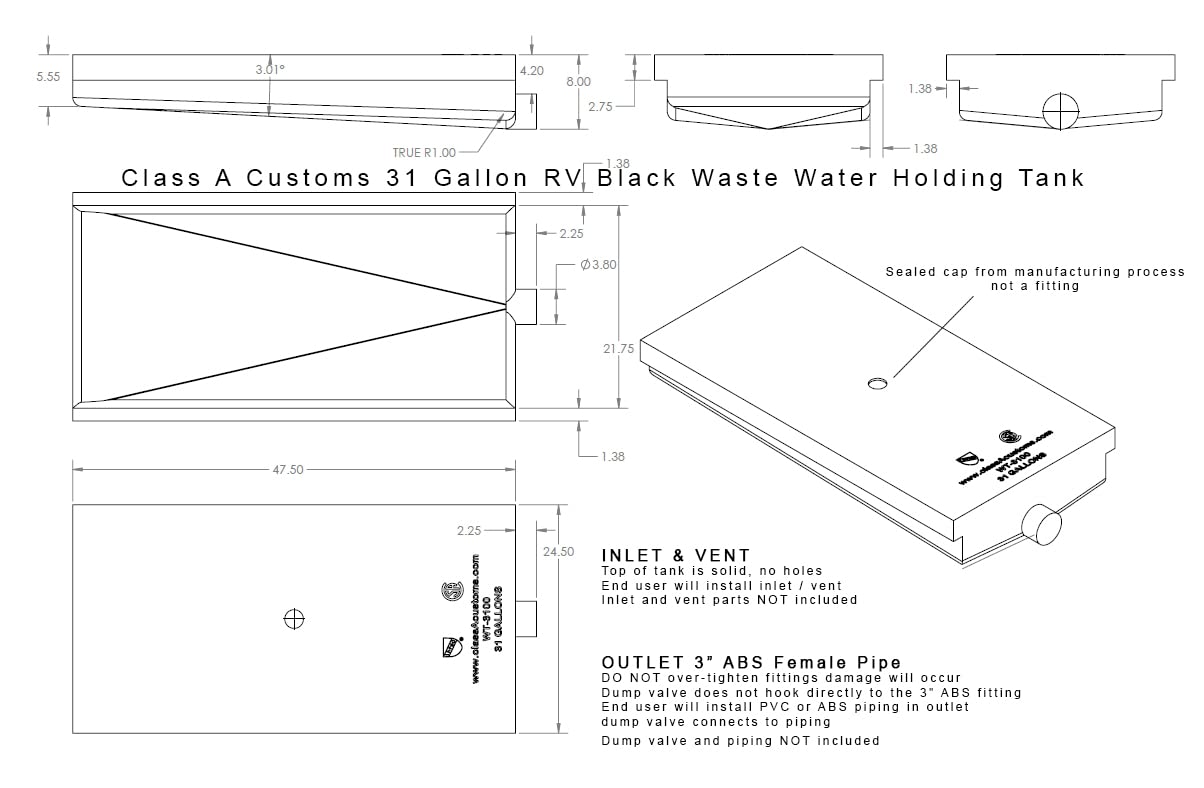 5.55
3.01°
4.20
8.00
TRUE R1.00
2.75
1.38
1.38
Class A Customs 31 Gallon RV Black Waste Water Holding Tank
1.38
2.25
Ø3.80
21.75
1.38
Sealed cap from manufacturing process
not a fitting
www.classAcustoms.com
WT-3100
31 GALLONS
47.50
2.25
24.50
www.classAcustoms.com
WT-3100
31 GALLONS
INLET & VENT
Top of tank is solid, no holes
End user will install inlet / vent
Inlet and vent parts NOT included
OUTLET 3” ABS Female Pipe
DO NOT over-tighten fittings damage will occur
Dump valve does not hook directly to the 3" ABS fitting
End user will install PVC or ABS piping in outlet
dump valve connects to piping
Dump valve and piping NOT included